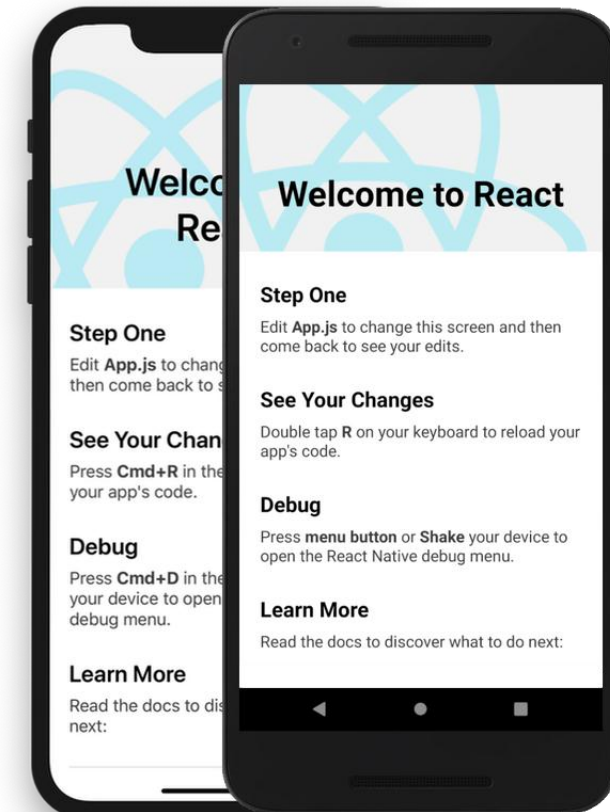 Welco
Re
Step One
Edit App.js to chang
then come back to s
See Your Chan
Press Cmd+R in the
your app's code.
Debug
Press Cmd+D in the
your device to open
debug menu.
Learn More
Read the docs to dis
next:
Welcome to React
Step One
Edit App.js to change this screen and then
come back to see your edits.
See Your Changes
Double tap R on your keyboard to reload your
app's code.
Debug
Press menu button or Shake your device to
open the React Native debug menu.
Learn More
Read the docs to discover what to do next: